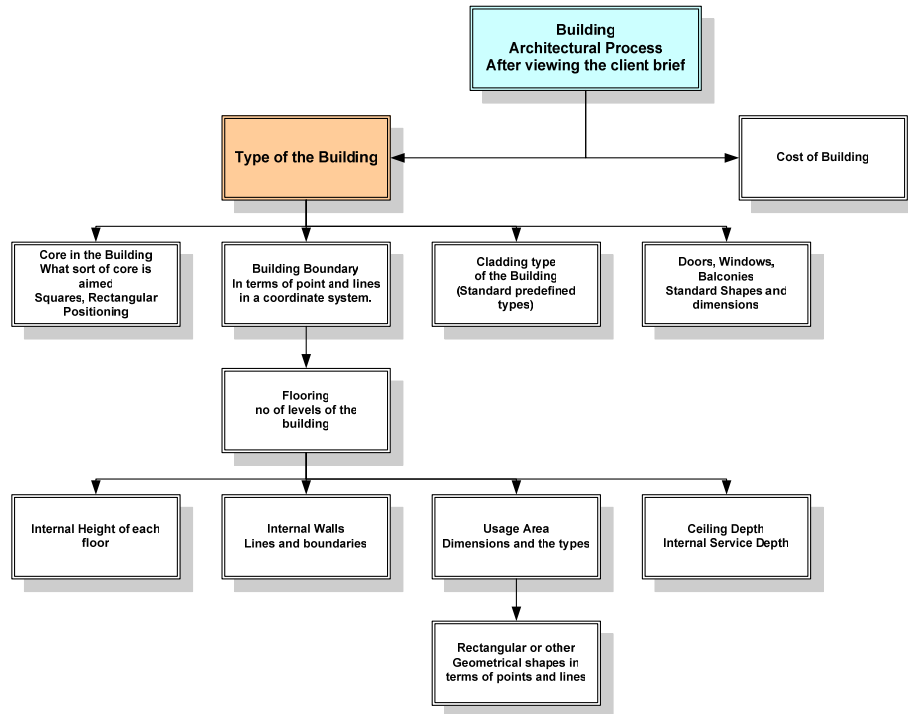 Building
Architectural Process
After viewing the client brief
Type of the Building
Cost of Building
Core in the Building
What sort of core is
aimed
Squares, Rectangular
Positioning
Building Boundary
In terms of point and lines
in a coordinate system.
Cladding type
of the Building
(Standard predefined
types)
Doors, Windows,
Balconies
Standard Shapes and
dimensions
Flooring
no of levels of the
building
Internal Height of each
floor
Internal Walls
Lines and boundaries
Usage Area
Dimensions and the types
Ceiling Depth
Internal Service Depth
Rectangular or other
Geometrical shapes in
terms of points and lines